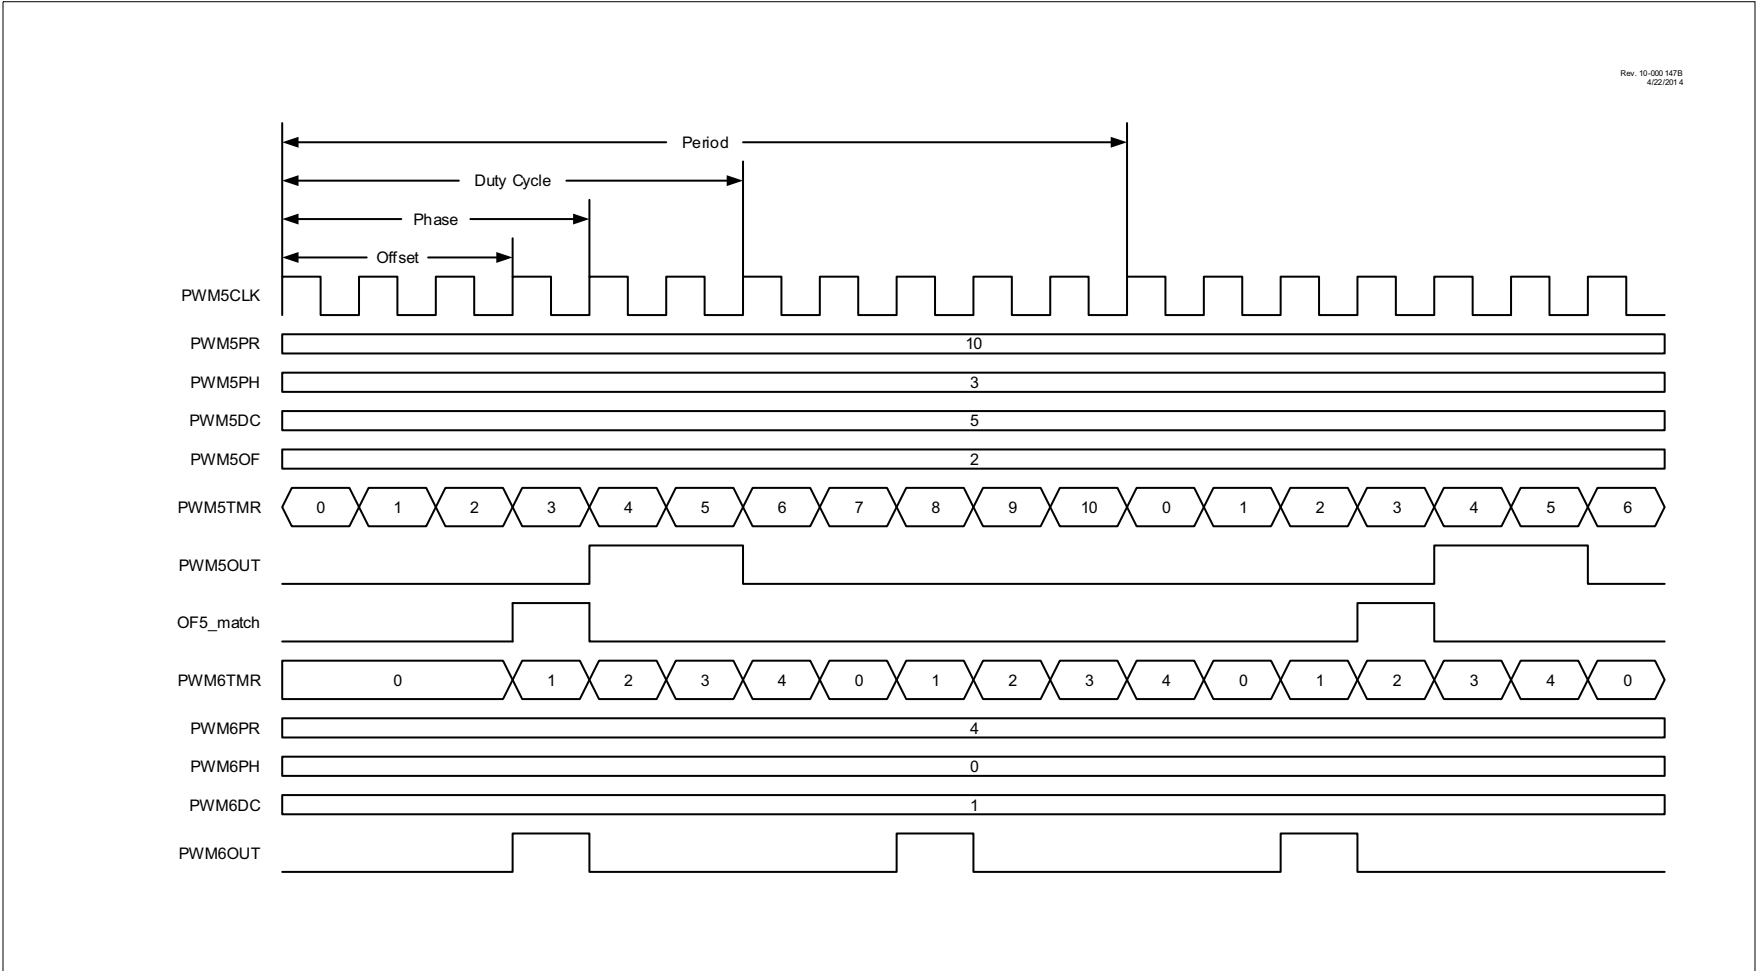 Rev. 10-000 147B
4/22/201 4
Period
Duty Cycle
Phase
Offset
PWM5CLK
PWM5PR 10
PWM5PH 3
PWM5DC 5
PWM5OF 2
PWM5TMR 0 1 2 3 4 5 6 7 8 9 10 0 1 2 3 4 5 6
PWM5OUT
OF5_match
PWM6TMR 0 1 2 3 4 0 1 2 3 4 0 1 2 3 4 0
PWM6PR 4
PWM6PH 0
PWM6DC 1
PWM6OUT